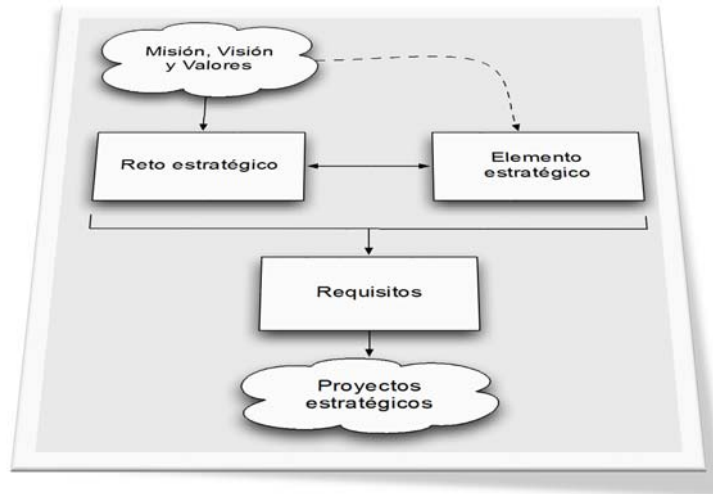 Misión, Visión
y Valores
Reto estratégico
Elemento
estratégico
Requisitos
Proyectos
estratégicos